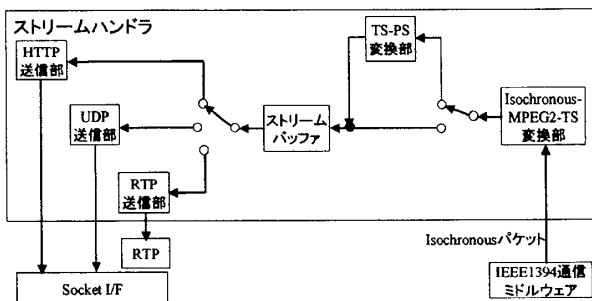 ストリームハンドラ
HTTP
送信部
UDP
送信部
RTP
送信部
RTP
Socket I/F
ストリーム
バッファ
TS-PS
変換部
Isochronous-
MPEG2-TS
変換部
Isochronousパケット
IEEE1394通信
ミドルウェア